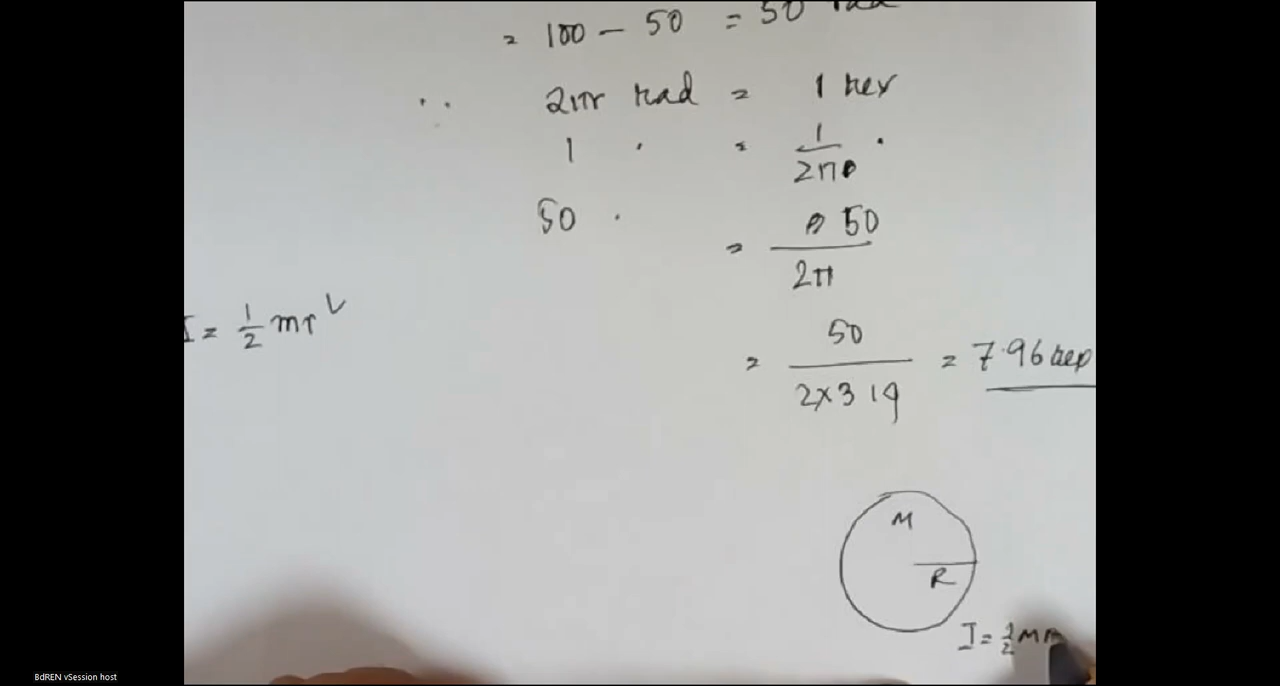 = 100 - 50 = 50 rad
∴ 2π rad = 1 rev
1 " = 1/2π "
50 "
= 50/2π
I = 1/2 mr²
= 50/(2×3.14) = 7.96 rev
M
R
I = 1/2 M
BdREN vSession host